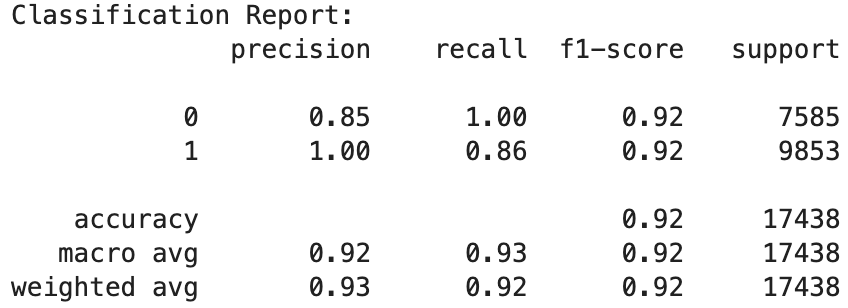 Classification Report:
precision recall f1-score support
0 0.85 1.00 0.92 7585
1 1.00 0.86 0.92 9853
accuracy 0.92 17438
macro avg 0.92 0.93 0.92 17438
weighted avg 0.93 0.92 0.92 17438